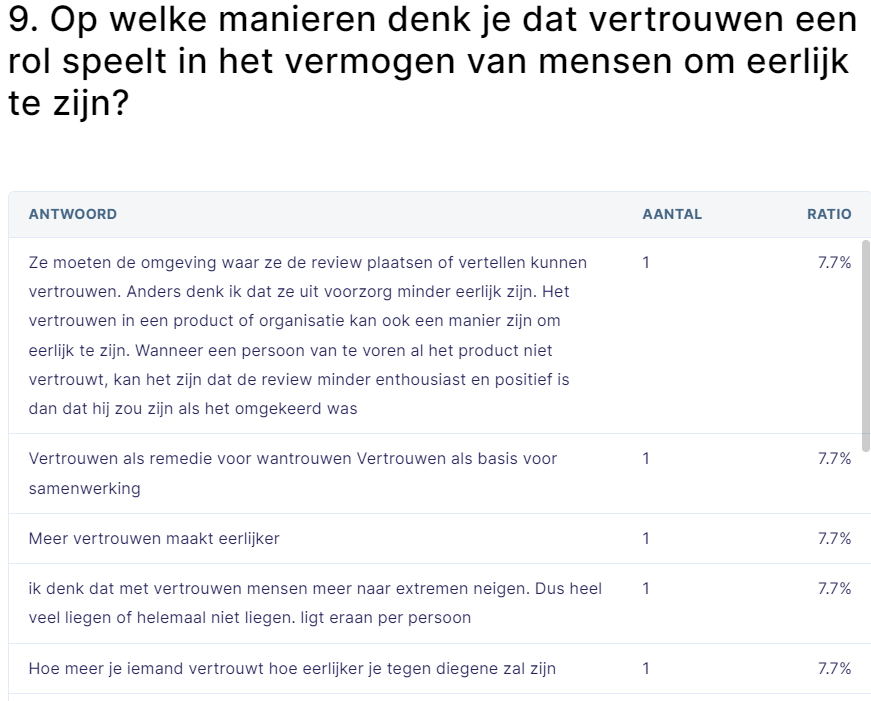 9. Op welke manieren denk je dat vertrouwen een
rol speelt in het vermogen van mensen om eerlijk
te zijn?
ANTWOORD AANTAL RATIO
Ze moeten de omgeving waar ze de review plaatsen of vertellen kunnen 1 7.7%
vertrouwen. Anders denk ik dat ze uit voorzorg minder eerlijk zijn. Het
vertrouwen in een product of organisatie kan ook een manier zijn om
eerlijk te zijn. Wanneer een persoon van te voren al het product niet
vertrouwt, kan het zijn dat de review minder enthousiast en positief is
dan dat hij zou zijn als het omgekeerd was
Vertrouwen als remedie voor wantrouwen Vertrouwen als basis voor 1 7.7%
samenwerking
Meer vertrouwen maakt eerlijker 1 7.7%
ik denk dat met vertrouwen mensen meer naar extremen neigen. Dus heel 1 7.7%
veel liegen of helemaal niet liegen. ligt eraan per persoon
Hoe meer je iemand vertrouwt hoe eerlijker je tegen diegene zal zijn 1 7.7%